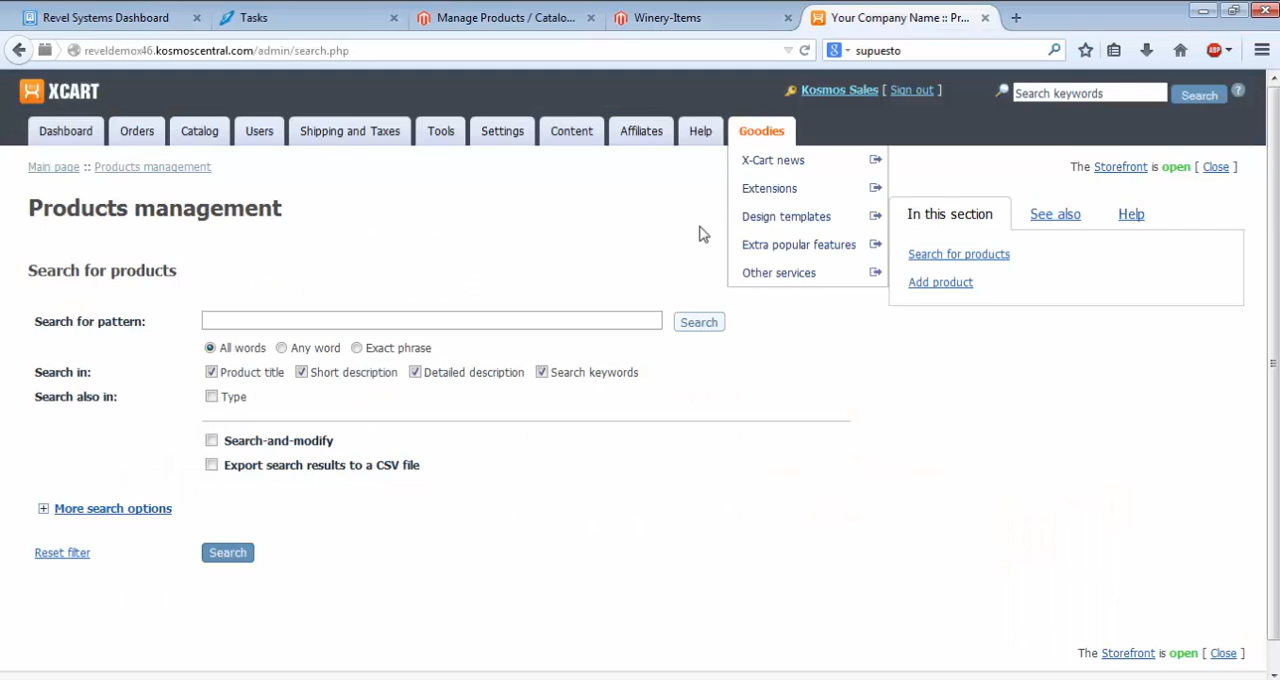 Revel Systems Dashboard × Tasks × Manage Products / Catalo... × Winery-Items × Your Company Name :: Pr... × +
reveldemox46.kosmoscentral.com/admin/search.php supuesto
XCART Kosmos Sales [ Sign out ] Search keywords Search ?
Dashboard Orders Catalog Users Shipping and Taxes Tools Settings Content Affiliates Help Goodies
Main page :: Products management
X-Cart news
Extensions
Design templates
Extra popular features
Other services
The Storefront is open [ Close ]
Products management
In this section See also Help
Search for products
Add product
Search for products
Search for pattern: Search
All words Any word Exact phrase
Search in: Product title Short description Detailed description Search keywords
Search also in: Type
Search-and-modify
Export search results to a CSV file
More search options
Reset filter Search
The Storefront is open [ Close ]